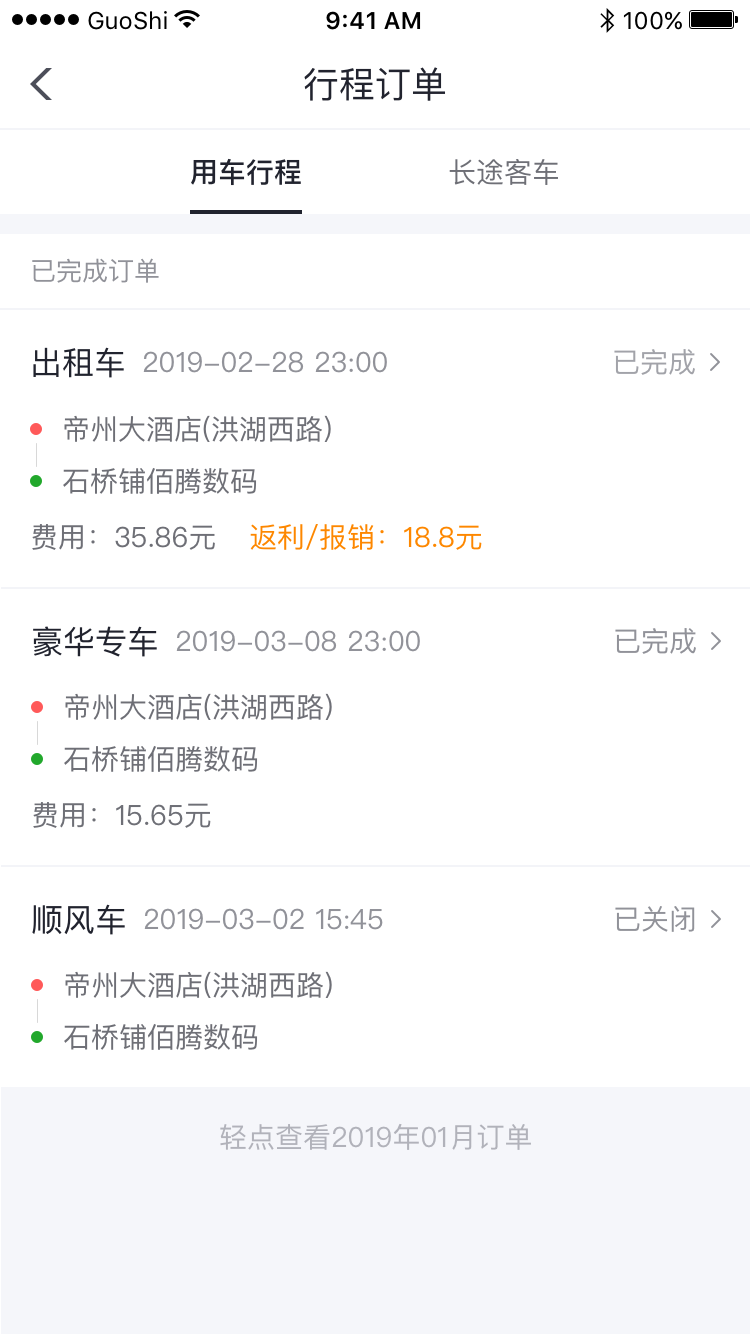 GuoShi 9:41 AM 100%
行程订单
用车行程 长途客车
已完成订单
出租车 2019-02-28 23:00 已完成
帝州大酒店(洪湖西路)
石桥铺佰腾数码
费用：35.86元 返利/报销：18.8元
豪华专车 2019-03-08 23:00 已完成
帝州大酒店(洪湖西路)
石桥铺佰腾数码
费用：15.65元
顺风车 2019-03-02 15:45 已关闭
帝州大酒店(洪湖西路)
石桥铺佰腾数码
轻点查看2019年01月订单